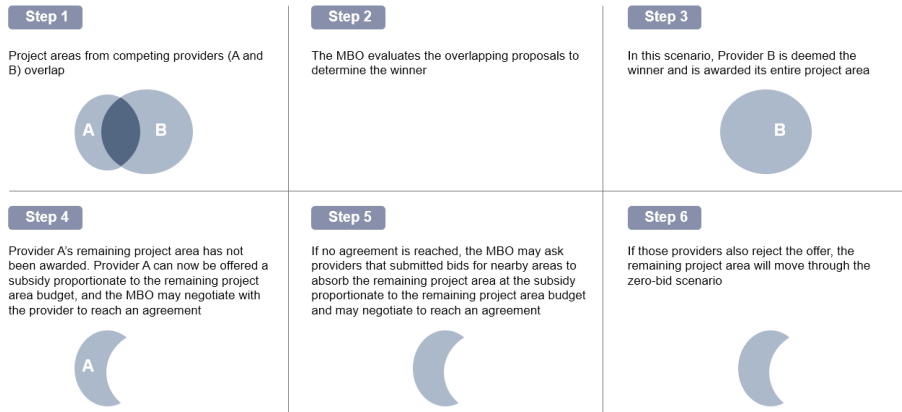 Step 1
Project areas from competing providers (A and
B) overlap
A
B
Step 2
The MBO evaluates the overlapping proposals to
determine the winner
Step 3
In this scenario, Provider B is deemed the
winner and is awarded its entire project area
B
Step 4
Provider A's remaining project area has not
been awarded. Provider A can now be offered a
subsidy proportionate to the remaining project
area budget, and the MBO may negotiate with
the provider to reach an agreement
A
Step 5
If no agreement is reached, the MBO may ask
providers that submitted bids for nearby areas to
absorb the remaining project area at the subsidy
proportionate to the remaining project area budget
and may negotiate to reach an agreement
Step 6
If those providers also reject the offer, the
remaining project area will move through the
zero-bid scenario